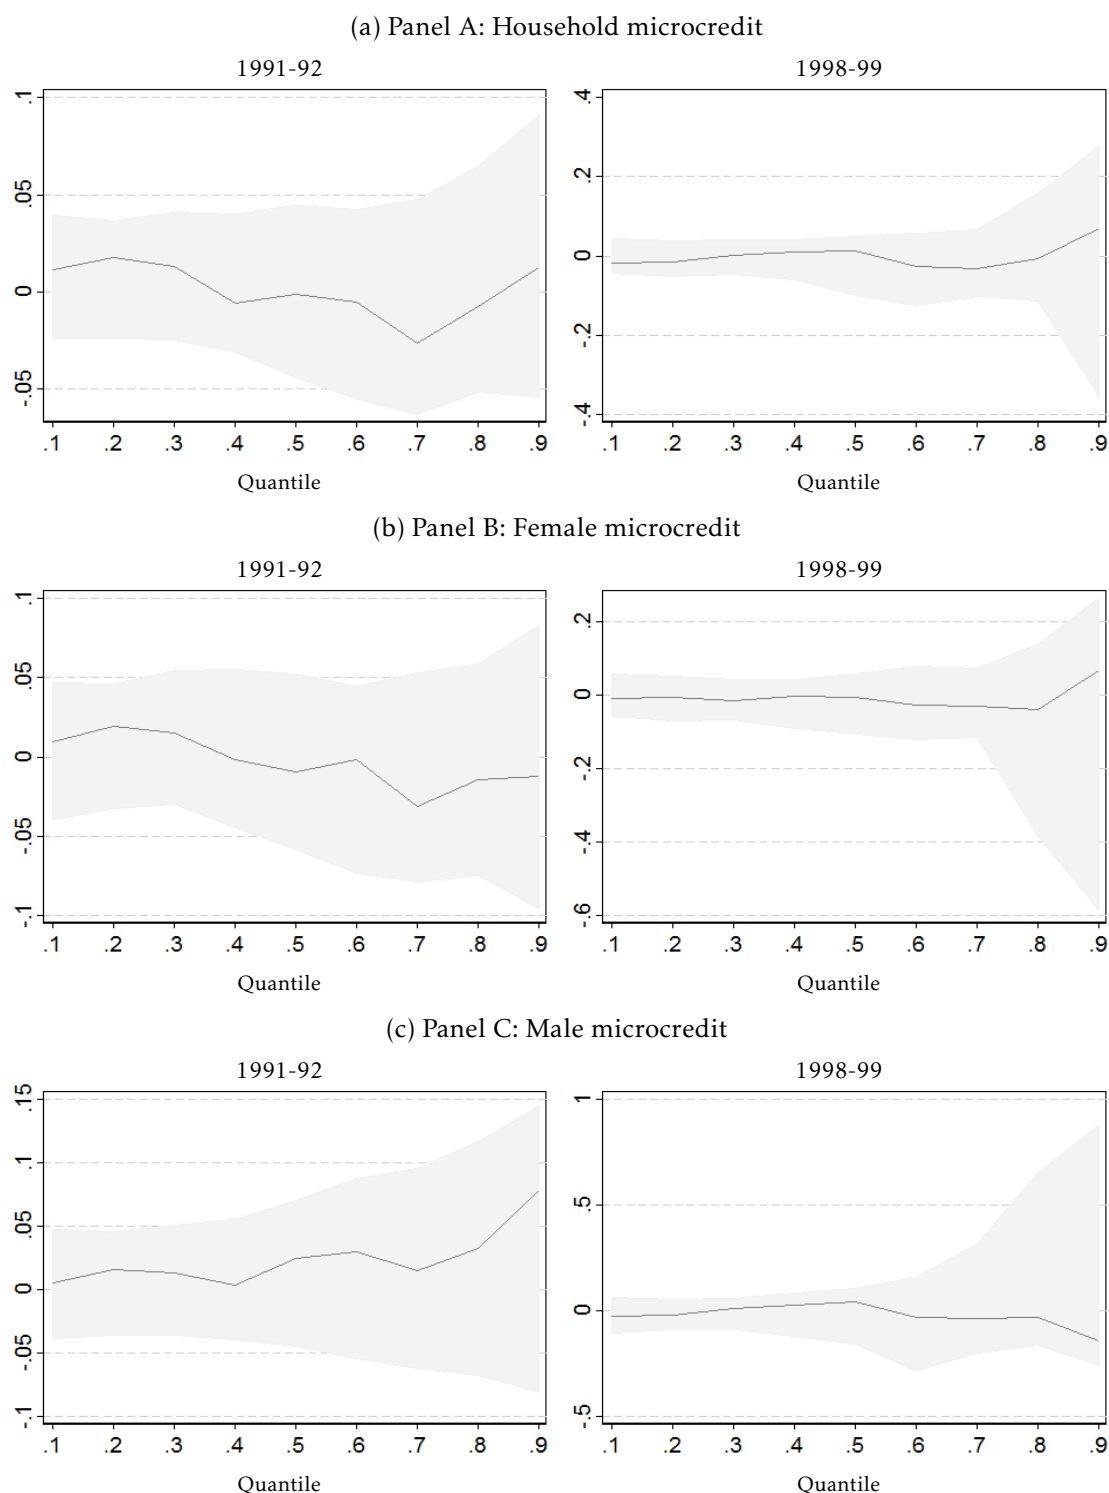 (a) Panel A: Household microcredit
1991-92
.1
.05
0
-.05
.1 .2 .3 .4 .5 .6 .7 .8 .9
Quantile
1998-99
.4
.2
0
-.2
-.4
.1 .2 .3 .4 .5 .6 .7 .8 .9
Quantile
(b) Panel B: Female microcredit
1991-92
.1
.05
0
-.05
-.1
.1 .2 .3 .4 .5 .6 .7 .8 .9
Quantile
1998-99
.2
0
-.2
-.4
-.6
.1 .2 .3 .4 .5 .6 .7 .8 .9
Quantile
(c) Panel C: Male microcredit
1991-92
.15
.1
.05
0
-.05
-.1
.1 .2 .3 .4 .5 .6 .7 .8 .9
Quantile
1998-99
1
.5
0
-.5
.1 .2 .3 .4 .5 .6 .7 .8 .9
Quantile